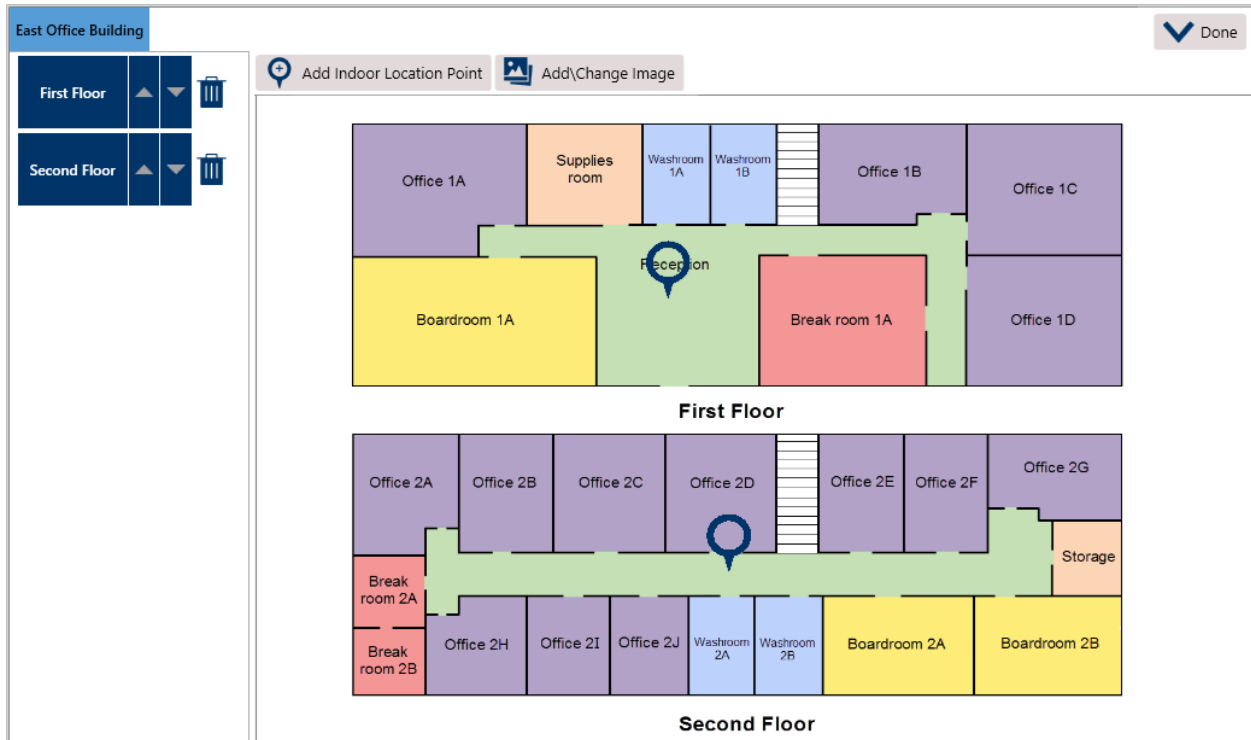 East Office Building
Done
First Floor
Second Floor
Add Indoor Location Point
Add\Change Image
Office 1A
Supplies
room
Washroom
1A
Washroom
1B
Office 1B
Office 1C
Reception
Boardroom 1A
Break room 1A
Office 1D
First Floor
Office 2A
Office 2B
Office 2C
Office 2D
Office 2E
Office 2F
Office 2G
Storage
Break
room 2A
Break
room 2B
Office 2H
Office 2I
Office 2J
Washroom
2A
Washroom
2B
Boardroom 2A
Boardroom 2B
Second Floor